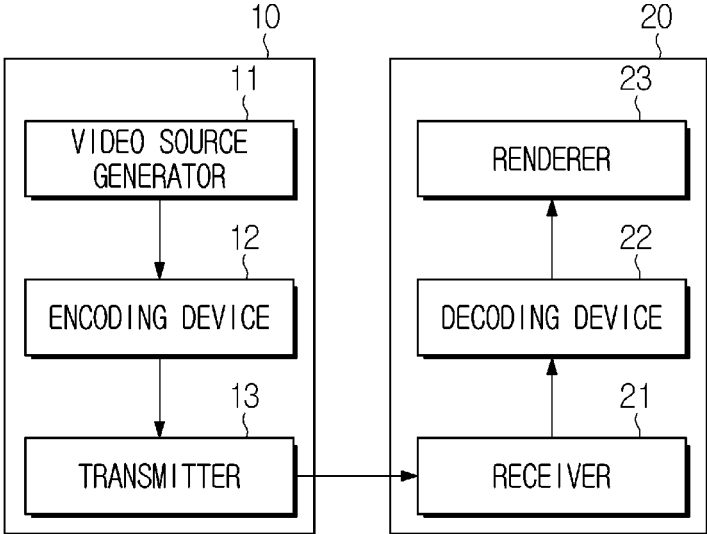 10
11
VIDEO SOURCE
GENERATOR
12
ENCODING DEVICE
13
TRANSMITTER
20
23
RENDERER
22
DECODING DEVICE
21
RECEIVER